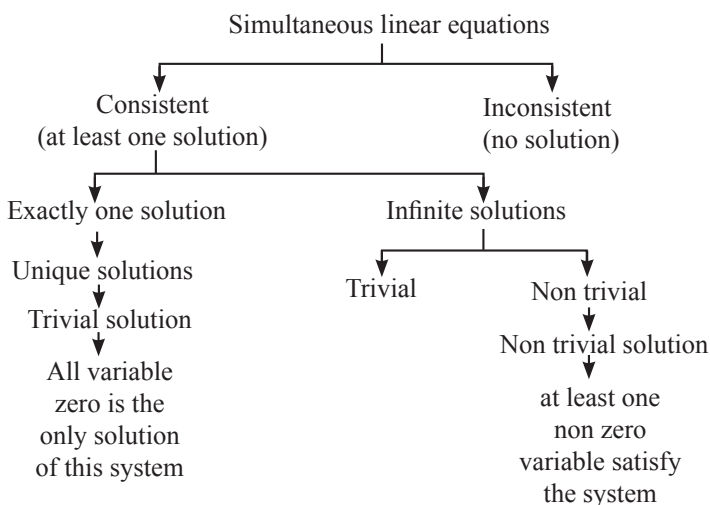 Simultaneous linear equations
Consistent
(at least one solution)
Inconsistent
(no solution)
Exactly one solution
Infinite solutions
Unique solutions
Trivial
Non trivial
Trivial solution
Non trivial solution
All variable
zero is the
only solution
of this system
at least one
non zero
variable satisfy
the system